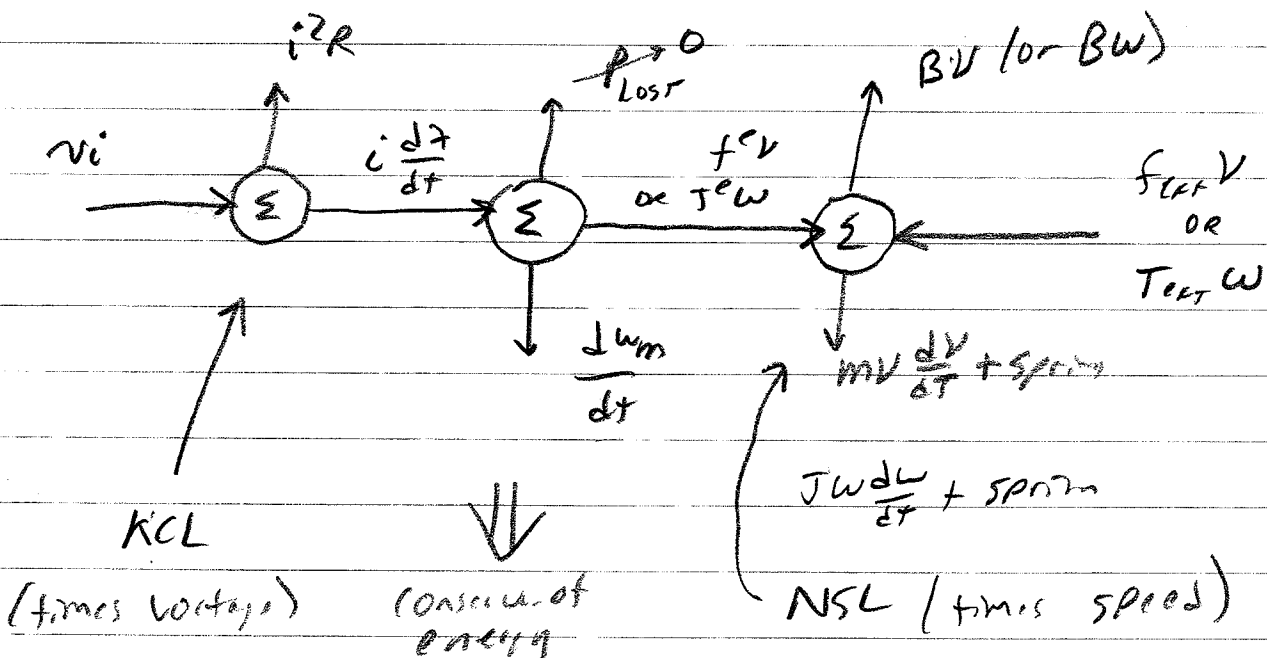 i²R
P_LOST → 0
BV (or Bω)
vi
i dλ/dt
f^e v
or T^e ω
f_ext v
OR
T_ext ω
Σ
Σ
Σ
dw_m/dt
mv dv/dt + spring
Jω dω/dt + spring
KCL
(times voltage)
conserv. of
energy
NSL (times speed)